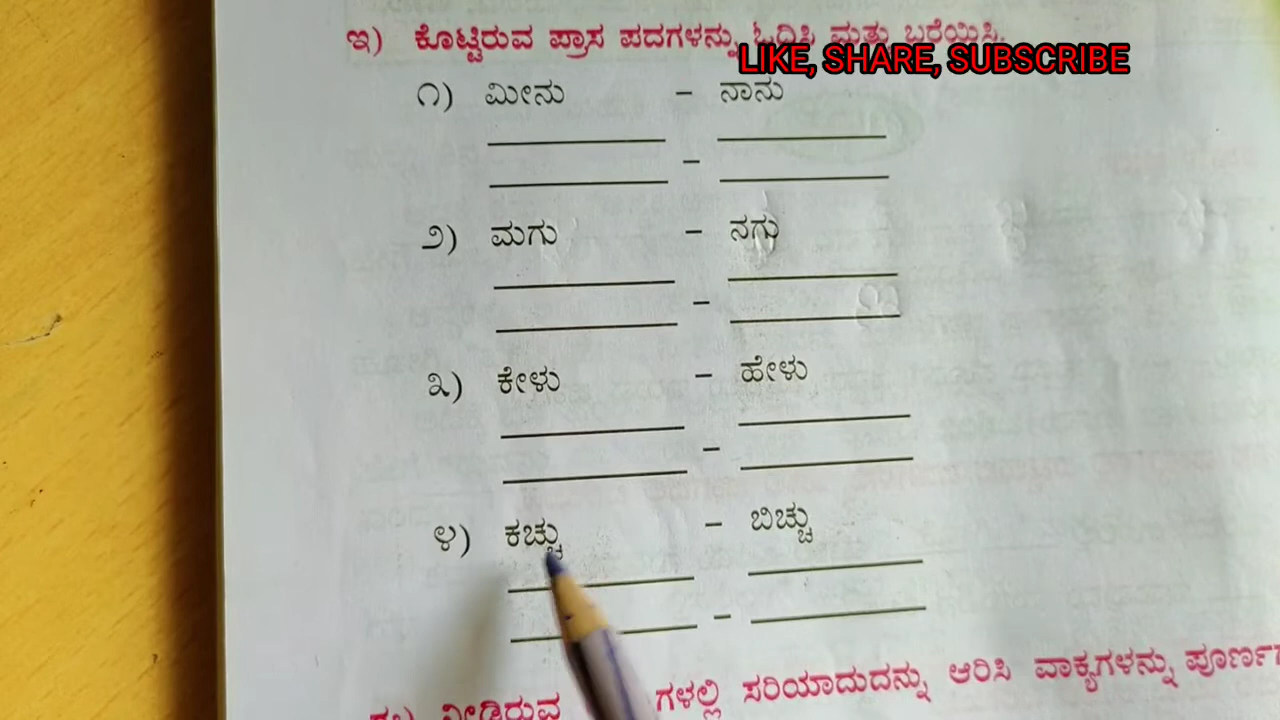 ಇ) ಕೊಟ್ಟಿರುವ ಪ್ರಾಸ ಪದಗಳನ್ನು ಓದಿಸಿ ಮತ್ತು ಬರೆಯಿಸಿ.
LIKE, SHARE, SUBSCRIBE
೧) ಮೀನು – ನಾನು
೨) ಮಗು – ನಗು
೩) ಕೇಳು – ಹೇಳು
೪) ಕಚ್ಚು – ಬಿಚ್ಚು
ನೀಡಿರುವ ಗಳಲ್ಲಿ ಸರಿಯಾದುದನ್ನು ಆರಿಸಿ ವಾಕ್ಯಗಳನ್ನು